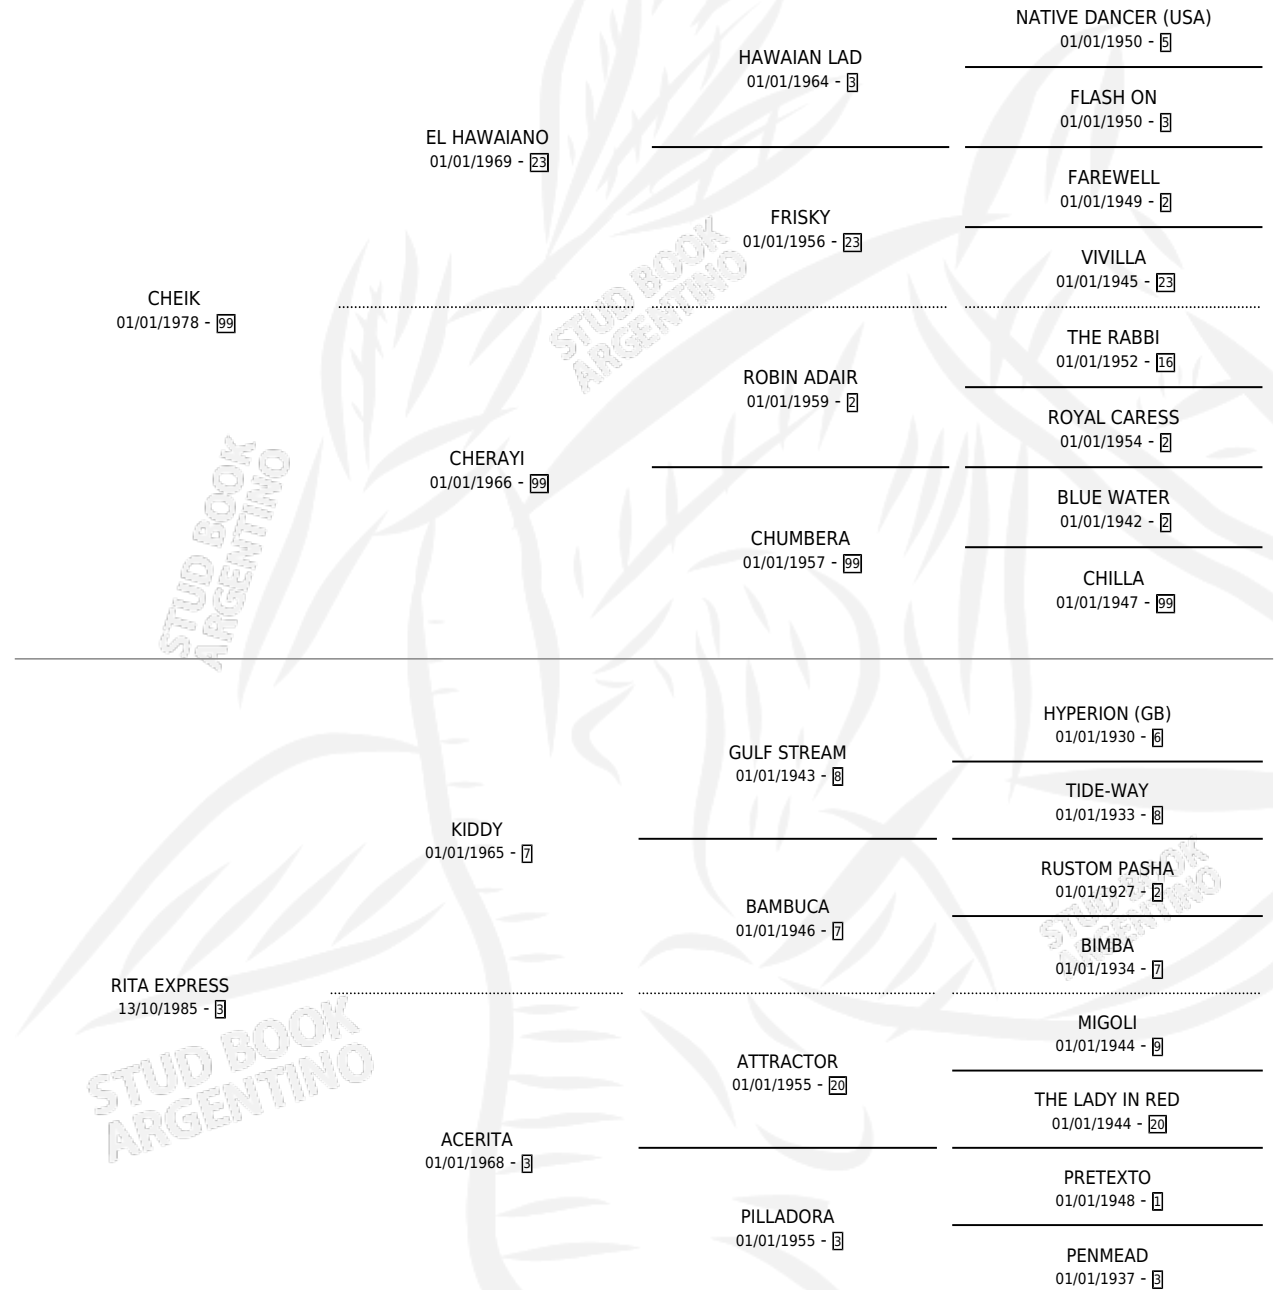 NATIVE DANCER (USA)
01/01/1950 - 5
HAWAIAN LAD
01/01/1964 - 3
FLASH ON
01/01/1950 - 3
EL HAWAIANO
01/01/1969 - 23
FAREWELL
01/01/1949 - 2
FRISKY
01/01/1956 - 23
VIVILLA
01/01/1945 - 23
CHEIK
01/01/1978 - 99
THE RABBI
01/01/1952 - 16
ROBIN ADAIR
01/01/1959 - 2
ROYAL CARESS
01/01/1954 - 2
CHERAYI
01/01/1966 - 99
BLUE WATER
01/01/1942 - 2
CHUMBERA
01/01/1957 - 99
CHILLA
01/01/1947 - 99
HYPERION (GB)
01/01/1930 - 6
GULF STREAM
01/01/1943 - 8
TIDE-WAY
01/01/1933 - 8
KIDDY
01/01/1965 - 7
RUSTOM PASHA
01/01/1927 - 2
BAMBUCA
01/01/1946 - 7
BIMBA
01/01/1934 - 7
RITA EXPRESS
13/10/1985 - 3
MIGOLI
01/01/1944 - 9
ATTRACTOR
01/01/1955 - 20
THE LADY IN RED
01/01/1944 - 20
ACERITA
01/01/1968 - 3
PRETEXTO
01/01/1948 - 1
PILLADORA
01/01/1955 - 3
PENMEAD
01/01/1937 - 3
STUD BOOK
ARGENTINO
STUD BOOK
ARGENTINO
STUD BOOK
ARGENTINO
STUD BOOK
ARGENTINO